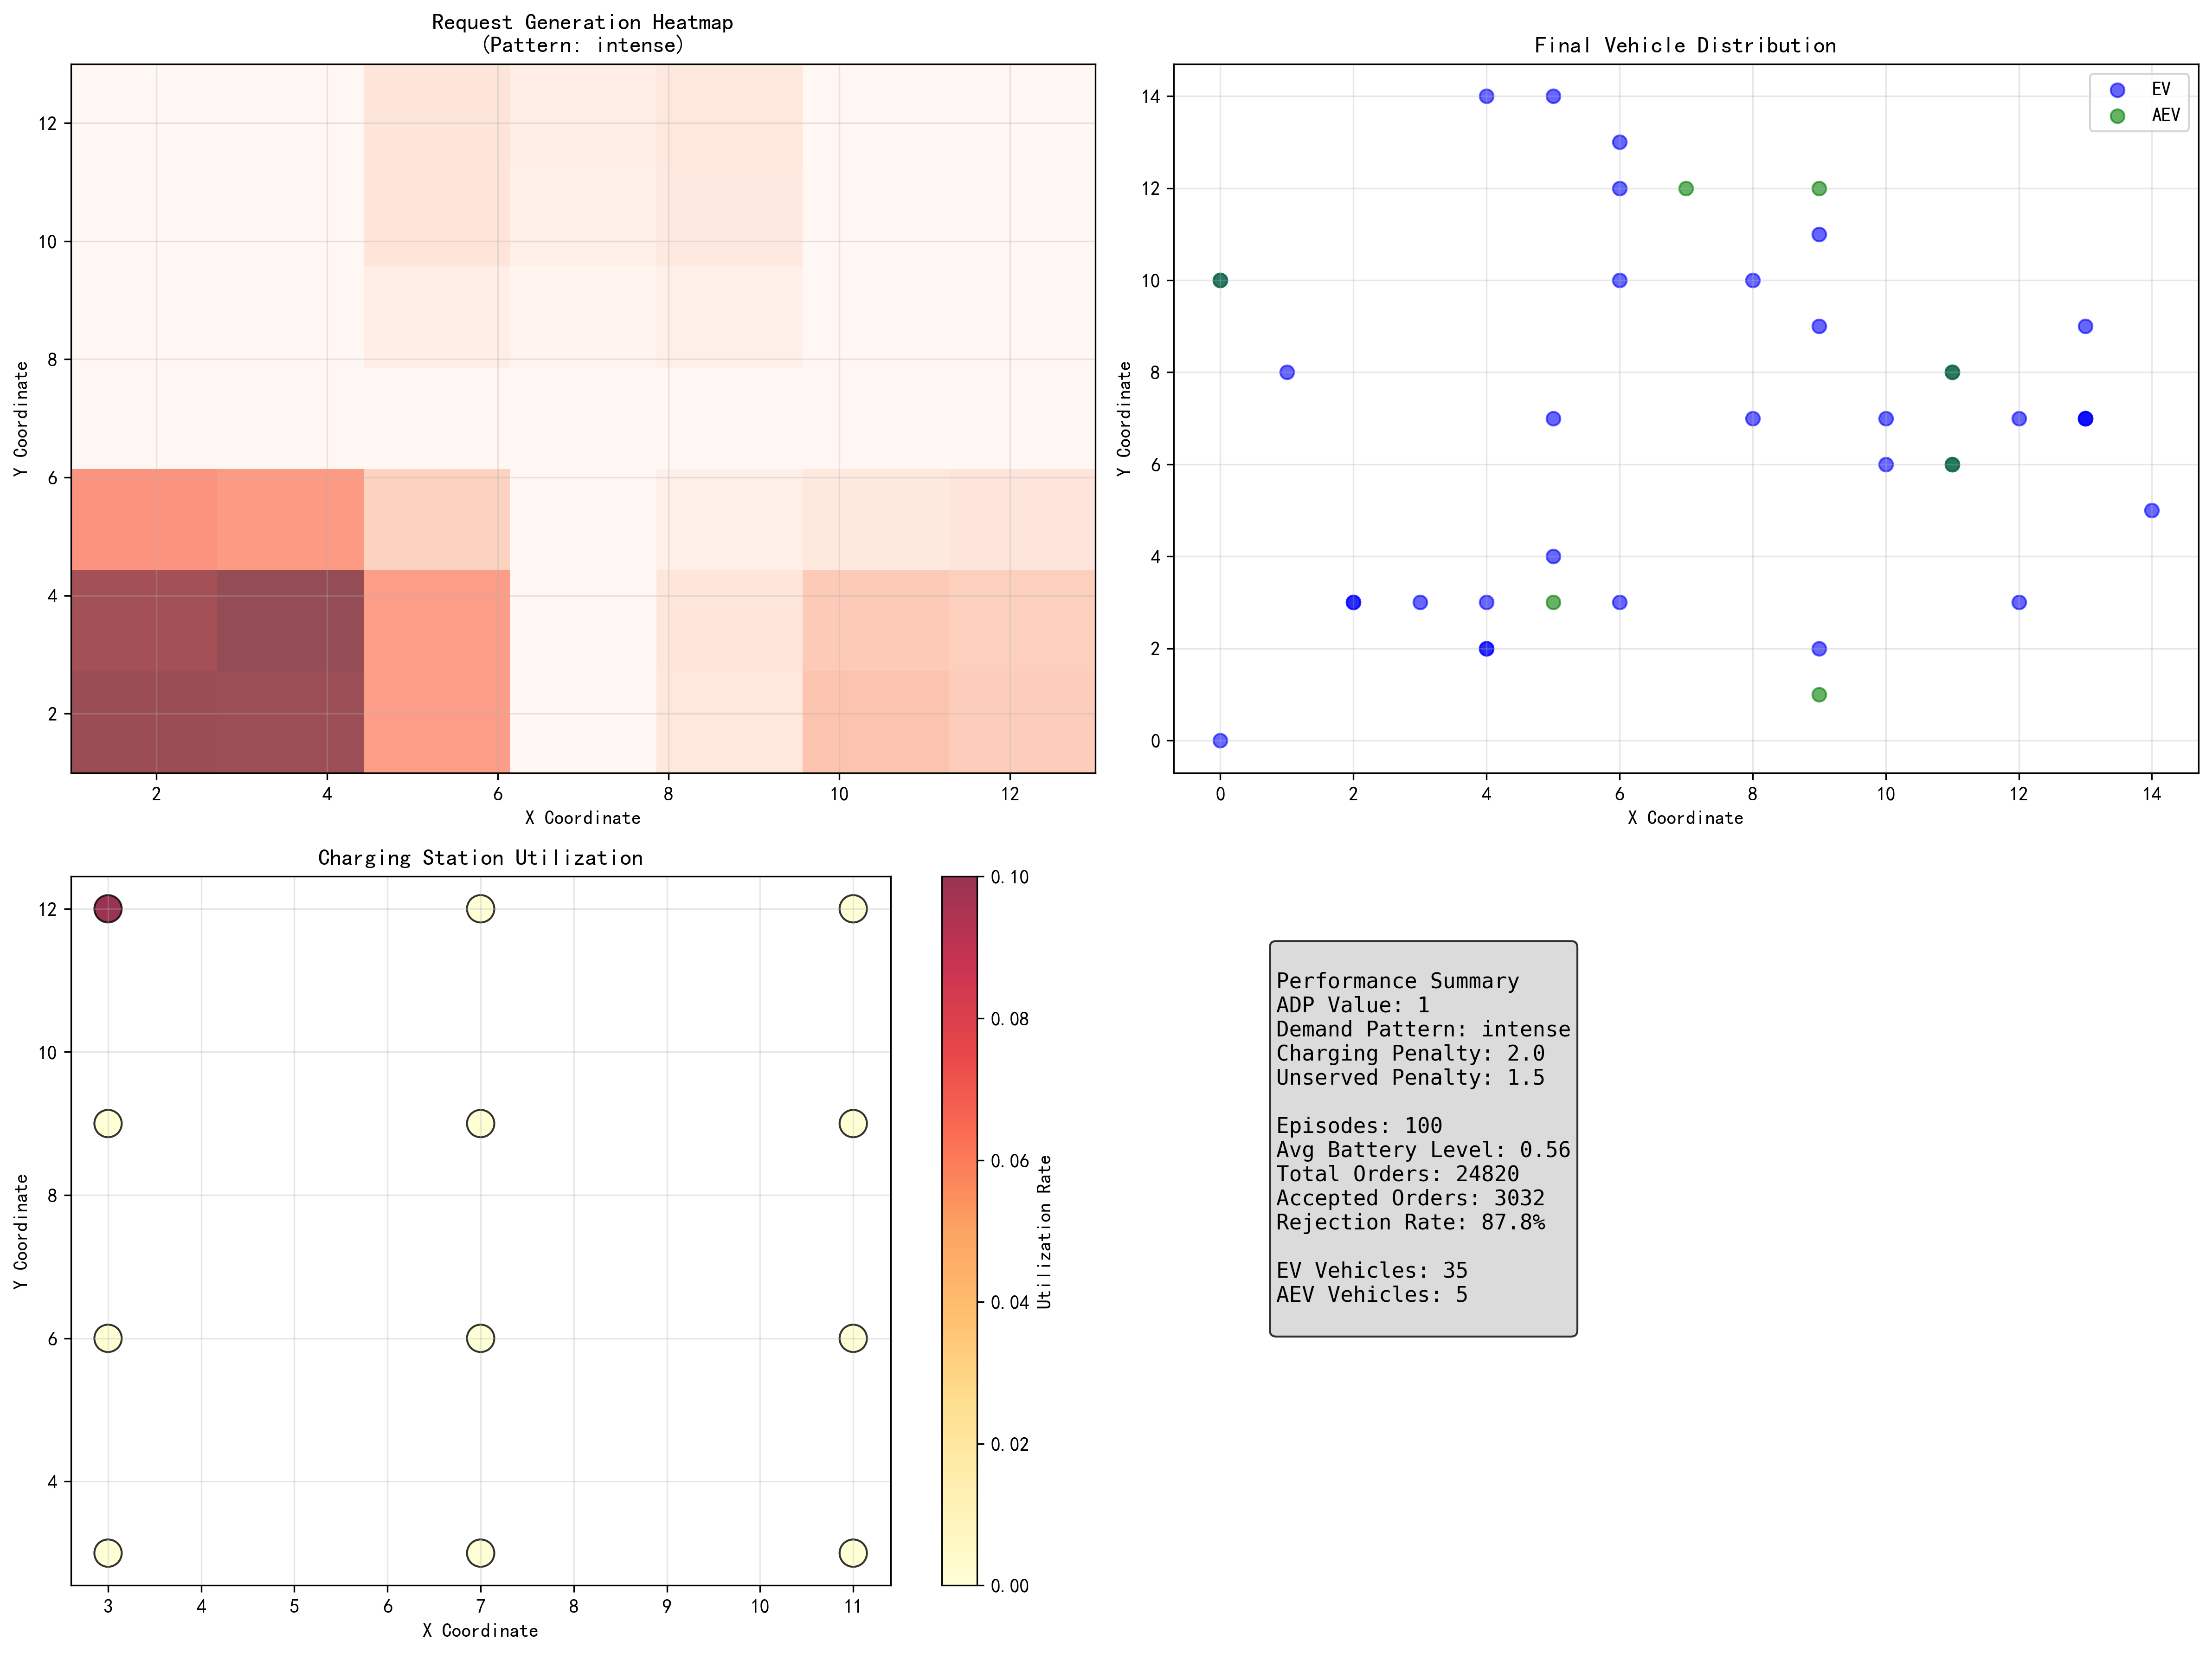 Request Generation Heatmap
(Pattern: intense)
12
10
8
6
4
2
Y Coordinate
2
4
6
8
10
12
X Coordinate
Final Vehicle Distribution
EV
AEV
14
12
10
8
6
4
2
0
Y Coordinate
0
2
4
6
8
10
12
14
X Coordinate
Charging Station Utilization
12
10
8
6
4
Y Coordinate
3
4
5
6
7
8
9
10
11
X Coordinate
0.10
0.08
0.06
0.04
0.02
0.00
Utilization Rate
Performance Summary
ADP Value: 1
Demand Pattern: intense
Charging Penalty: 2.0
Unserved Penalty: 1.5
Episodes: 100
Avg Battery Level: 0.56
Total Orders: 24820
Accepted Orders: 3032
Rejection Rate: 87.8%
EV Vehicles: 35
AEV Vehicles: 5